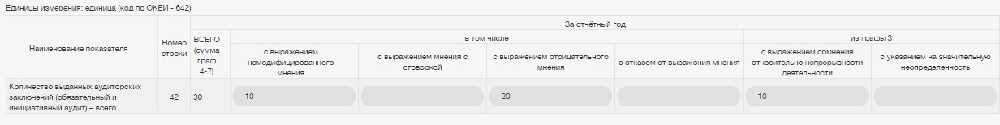 Единицы измерения: единица (код по ОКЕИ - 642)
За отчётный год
Наименование показателя
Номер
строки
ВСЕГО
(сумма
граф
4-7)
в том числе
из графы 3
с выражением
немодифицированного
мнения
с выражением мнения с
оговоркой
с выражением отрицательного
мнения
с отказом от выражения мнения
с выражением сомнения
относительно непрерывности
деятельности
с указанием на значительную
неопределенность
Количество выданных аудиторских
заключений (обязательный и
инициативный аудит) – всего
42
30
10
20
10